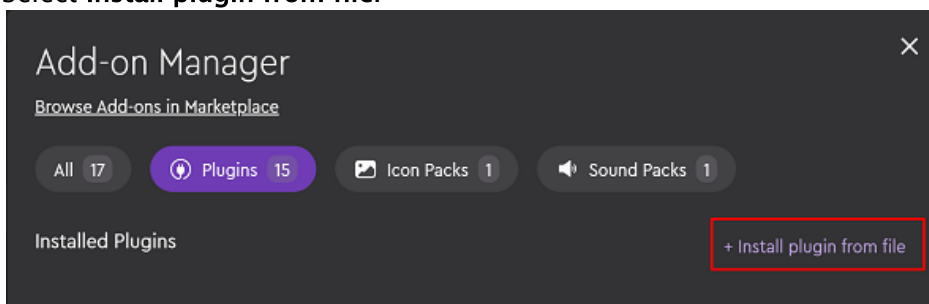 Select Install plugin from file.
Add-on Manager
Browse Add-ons in Marketplace
All 17 Plugins 15 Icon Packs 1 Sound Packs 1
Installed Plugins + Install plugin from file